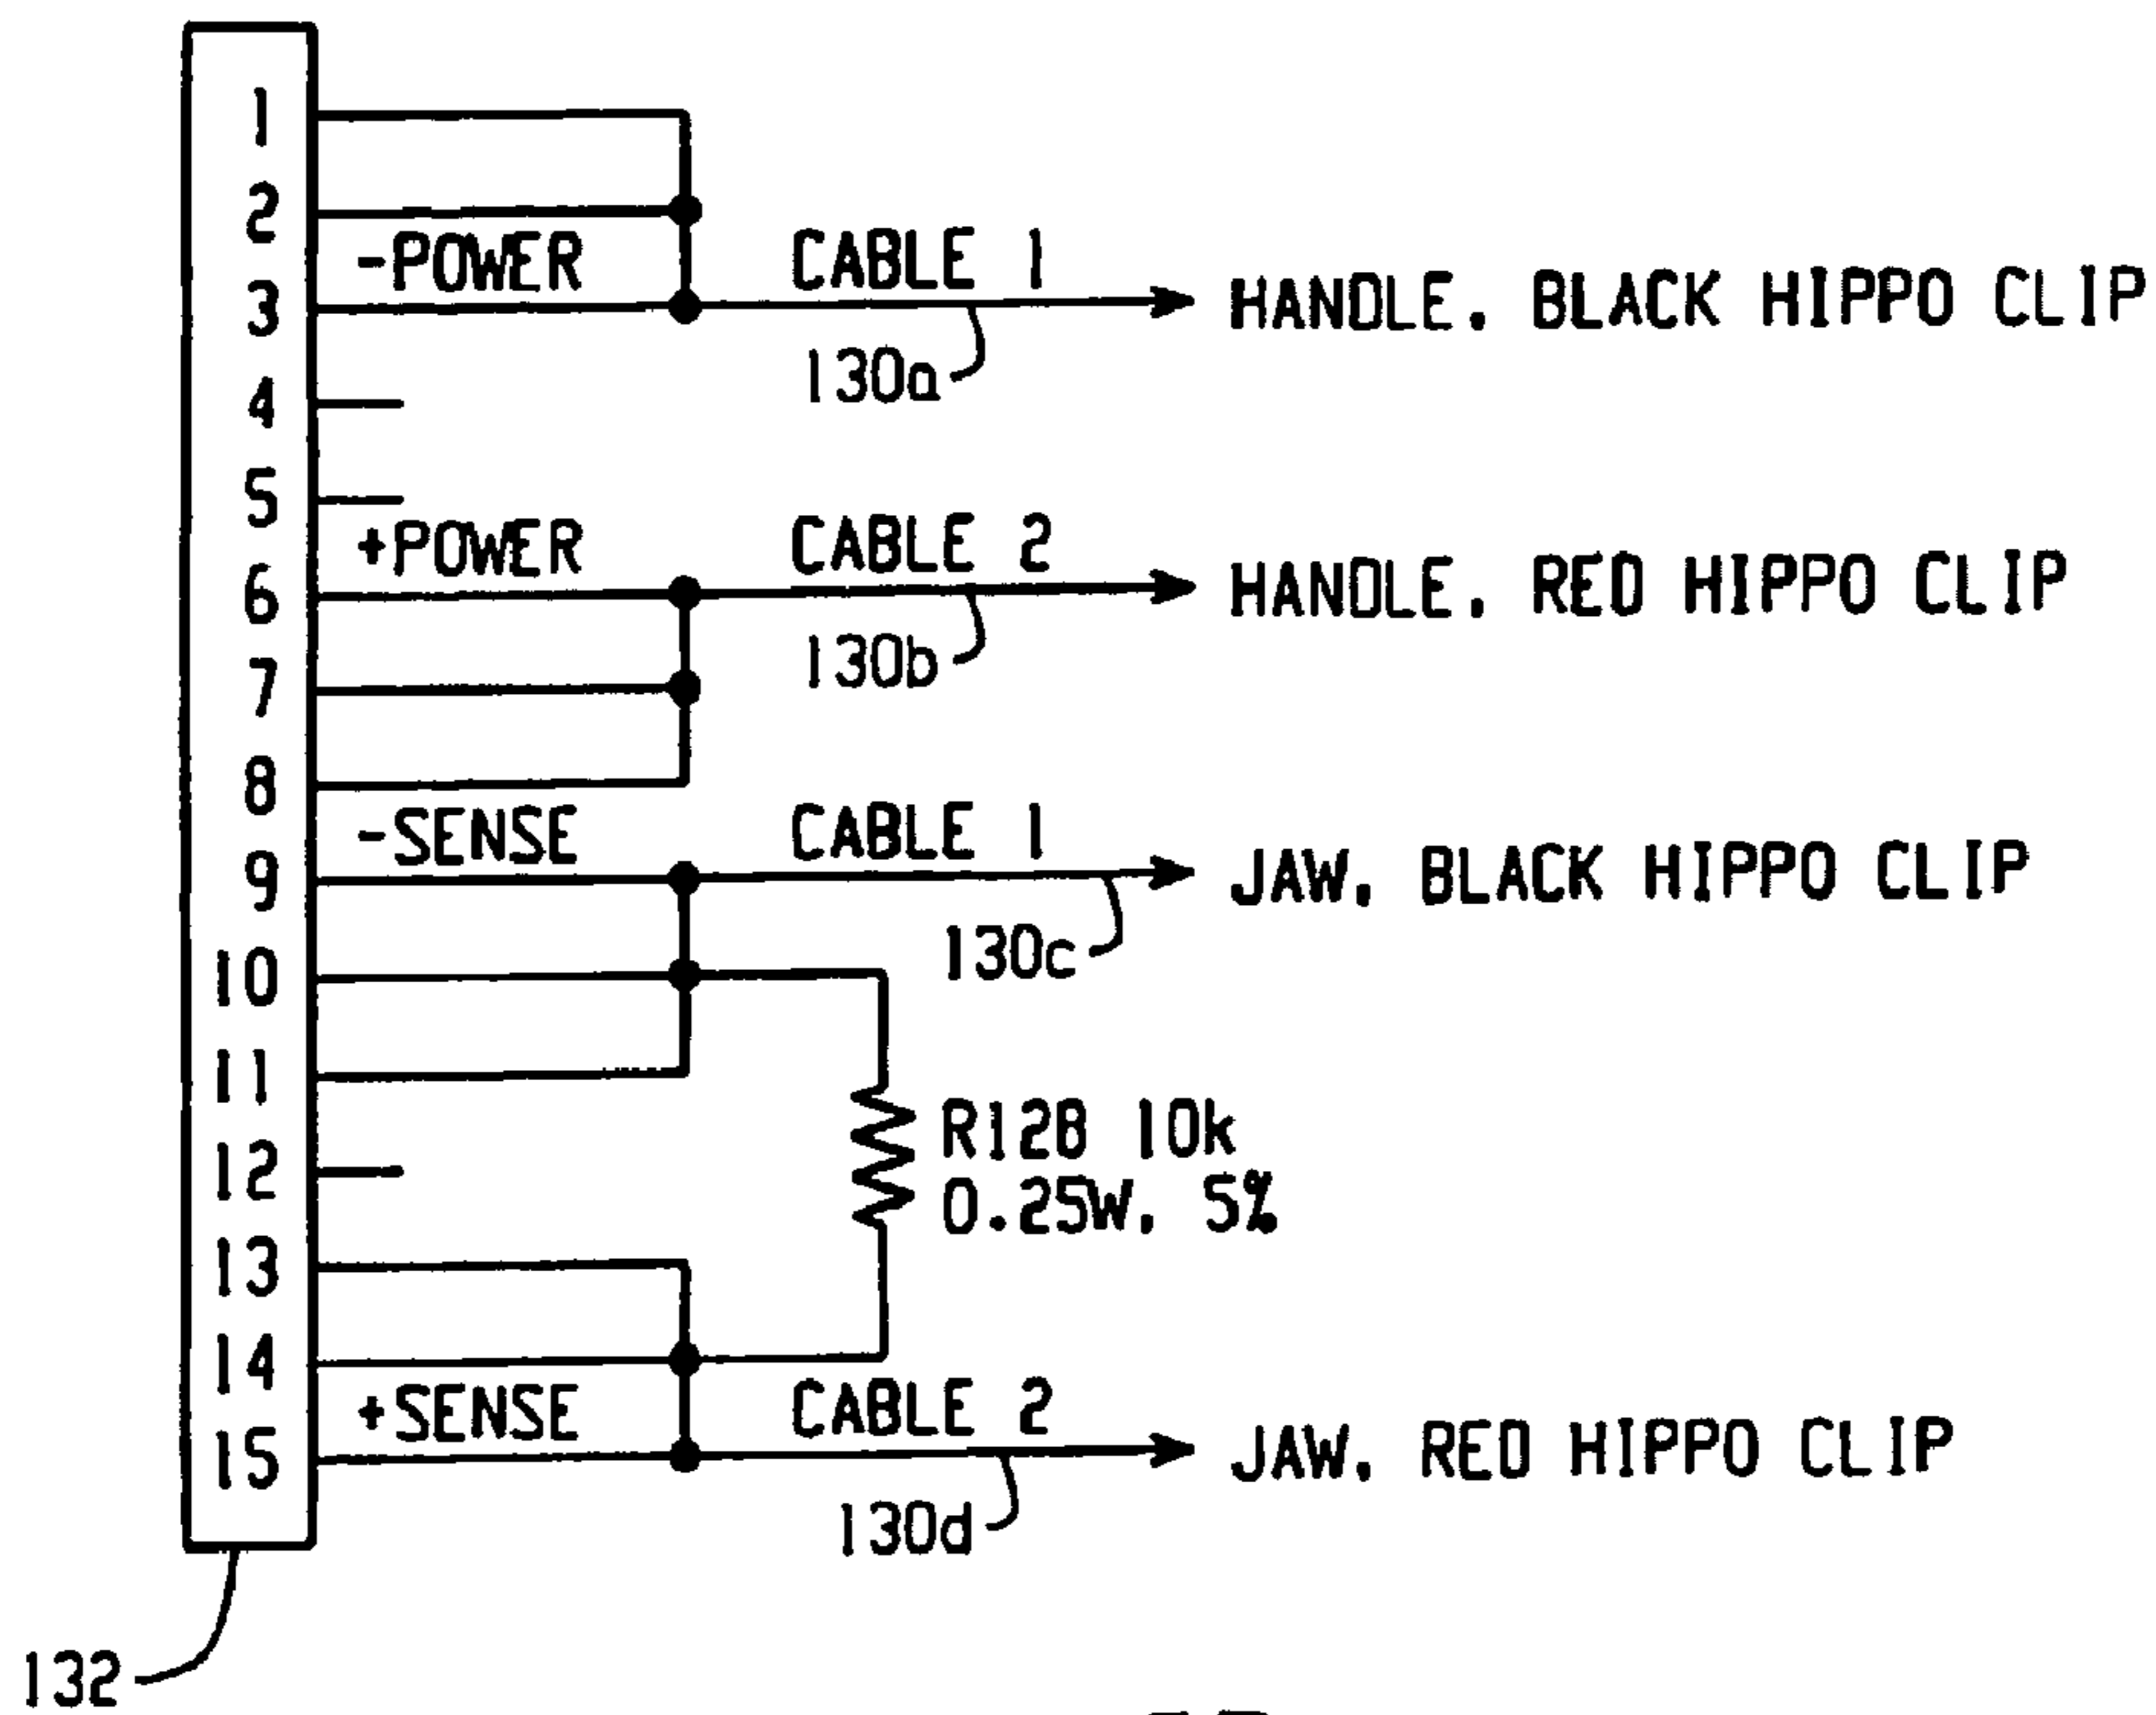 1
2
-POWER CABLE 1
3 HANDLE, BLACK HIPPO CLIP
130a
4
5
+POWER CABLE 2
6 HANDLE, RED HIPPO CLIP
130b
7
8
-SENSE CABLE 1
9 JAW, BLACK HIPPO CLIP
130c
10
11
R128 10k
12
0.25W, 5%
13
14
+SENSE CABLE 2
15 JAW, RED HIPPO CLIP
130d
132